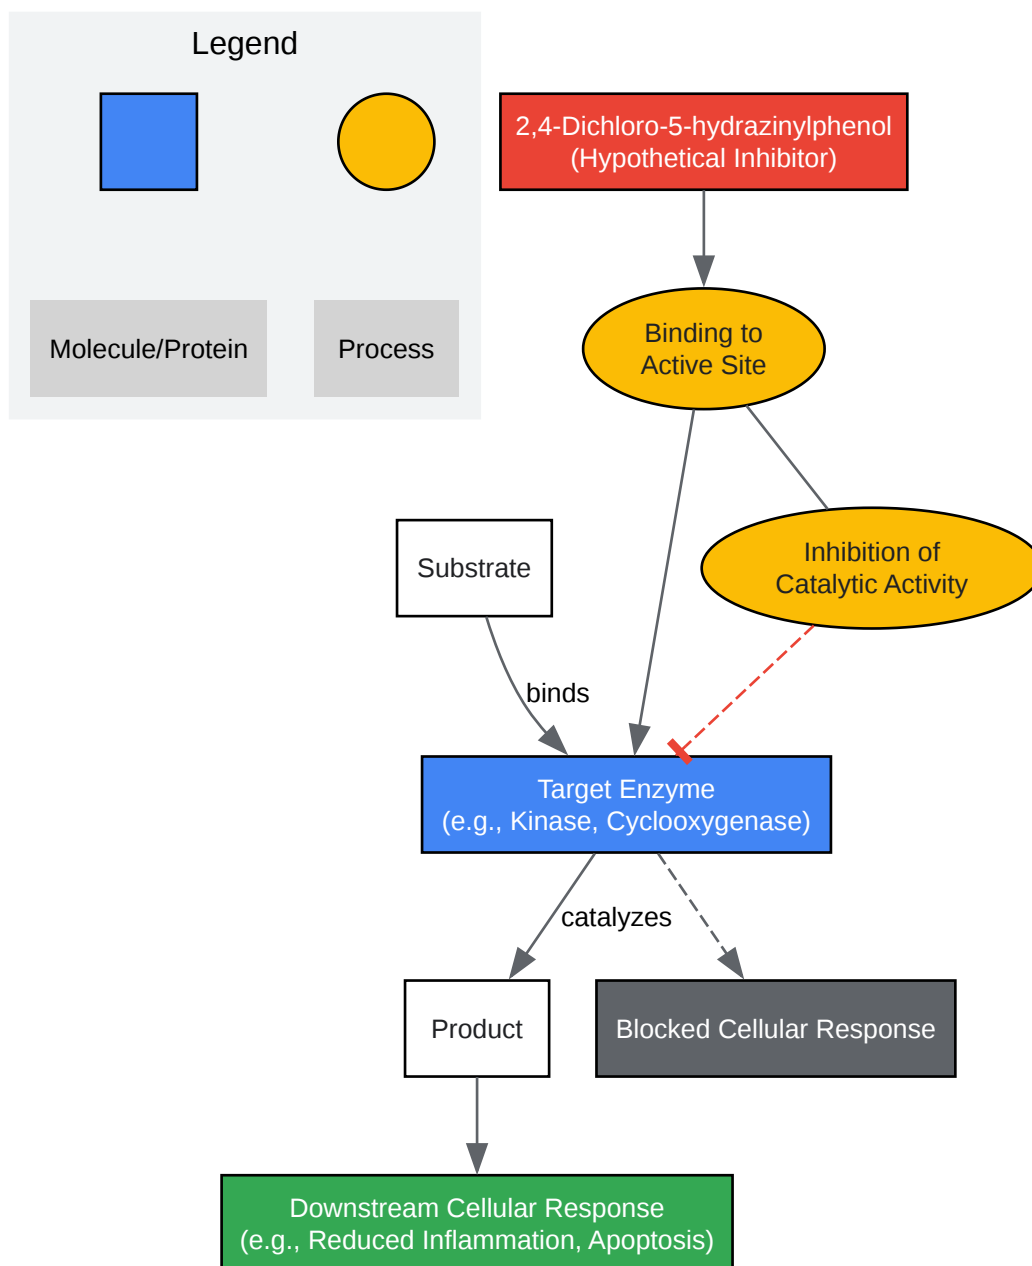 Legend
Molecule/Protein
Process
2,4-Dichloro-5-hydrazinylphenol
(Hypothetical Inhibitor)
Binding to
Active Site
Inhibition of
Catalytic Activity
Substrate
binds
Target Enzyme
(e.g., Kinase, Cyclooxygenase)
catalyzes
Product
Blocked Cellular Response
Downstream Cellular Response
(e.g., Reduced Inflammation, Apoptosis)